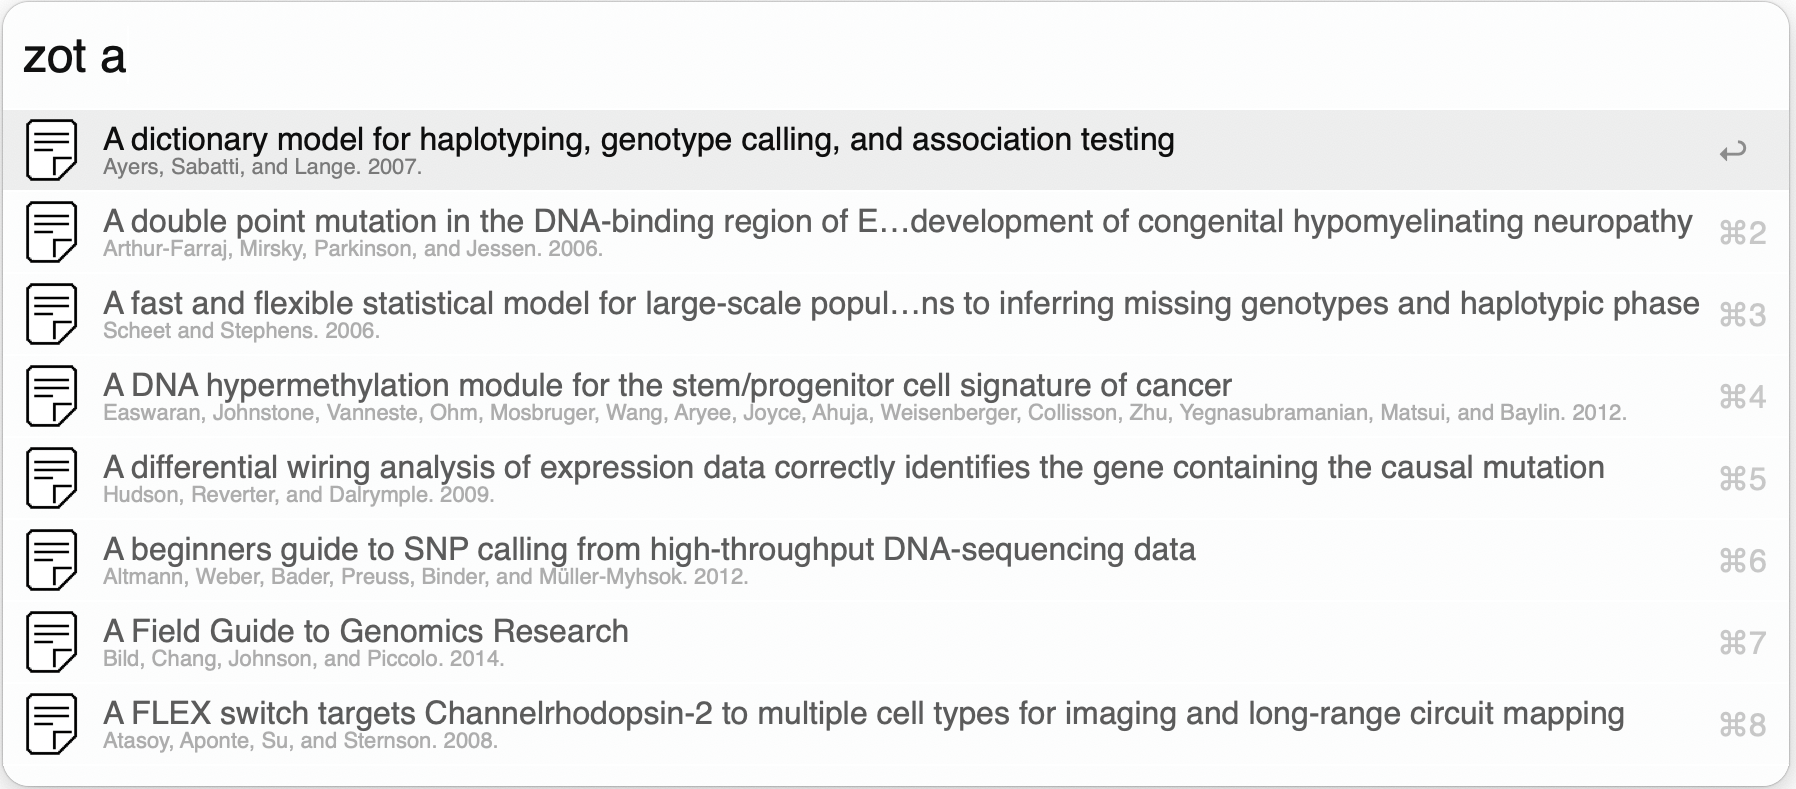 zot a
A dictionary model for haplotyping, genotype calling, and association testing
Ayers, Sabatti, and Lange. 2007.
A double point mutation in the DNA-binding region of E…development of congenital hypomyelinating neuropathy
⌘2
Arthur-Farraj, Mirsky, Parkinson, and Jessen. 2006.
A fast and flexible statistical model for large-scale popul…ns to inferring missing genotypes and haplotypic phase
⌘3
Scheet and Stephens. 2006.
A DNA hypermethylation module for the stem/progenitor cell signature of cancer
⌘4
Easwaran, Johnstone, Vanneste, Ohm, Mosbruger, Wang, Aryee, Joyce, Ahuja, Weisenberger, Collisson, Zhu, Yegnasubramanian, Matsui, and Baylin. 2012.
A differential wiring analysis of expression data correctly identifies the gene containing the causal mutation
⌘5
Hudson, Reverter, and Dalrymple. 2009.
A beginners guide to SNP calling from high-throughput DNA-sequencing data
⌘6
Altmann, Weber, Bader, Preuss, Binder, and Müller-Myhsok. 2012.
A Field Guide to Genomics Research
⌘7
Bild, Chang, Johnson, and Piccolo. 2014.
A FLEX switch targets Channelrhodopsin-2 to multiple cell types for imaging and long-range circuit mapping
⌘8
Atasoy, Aponte, Su, and Sternson. 2008.